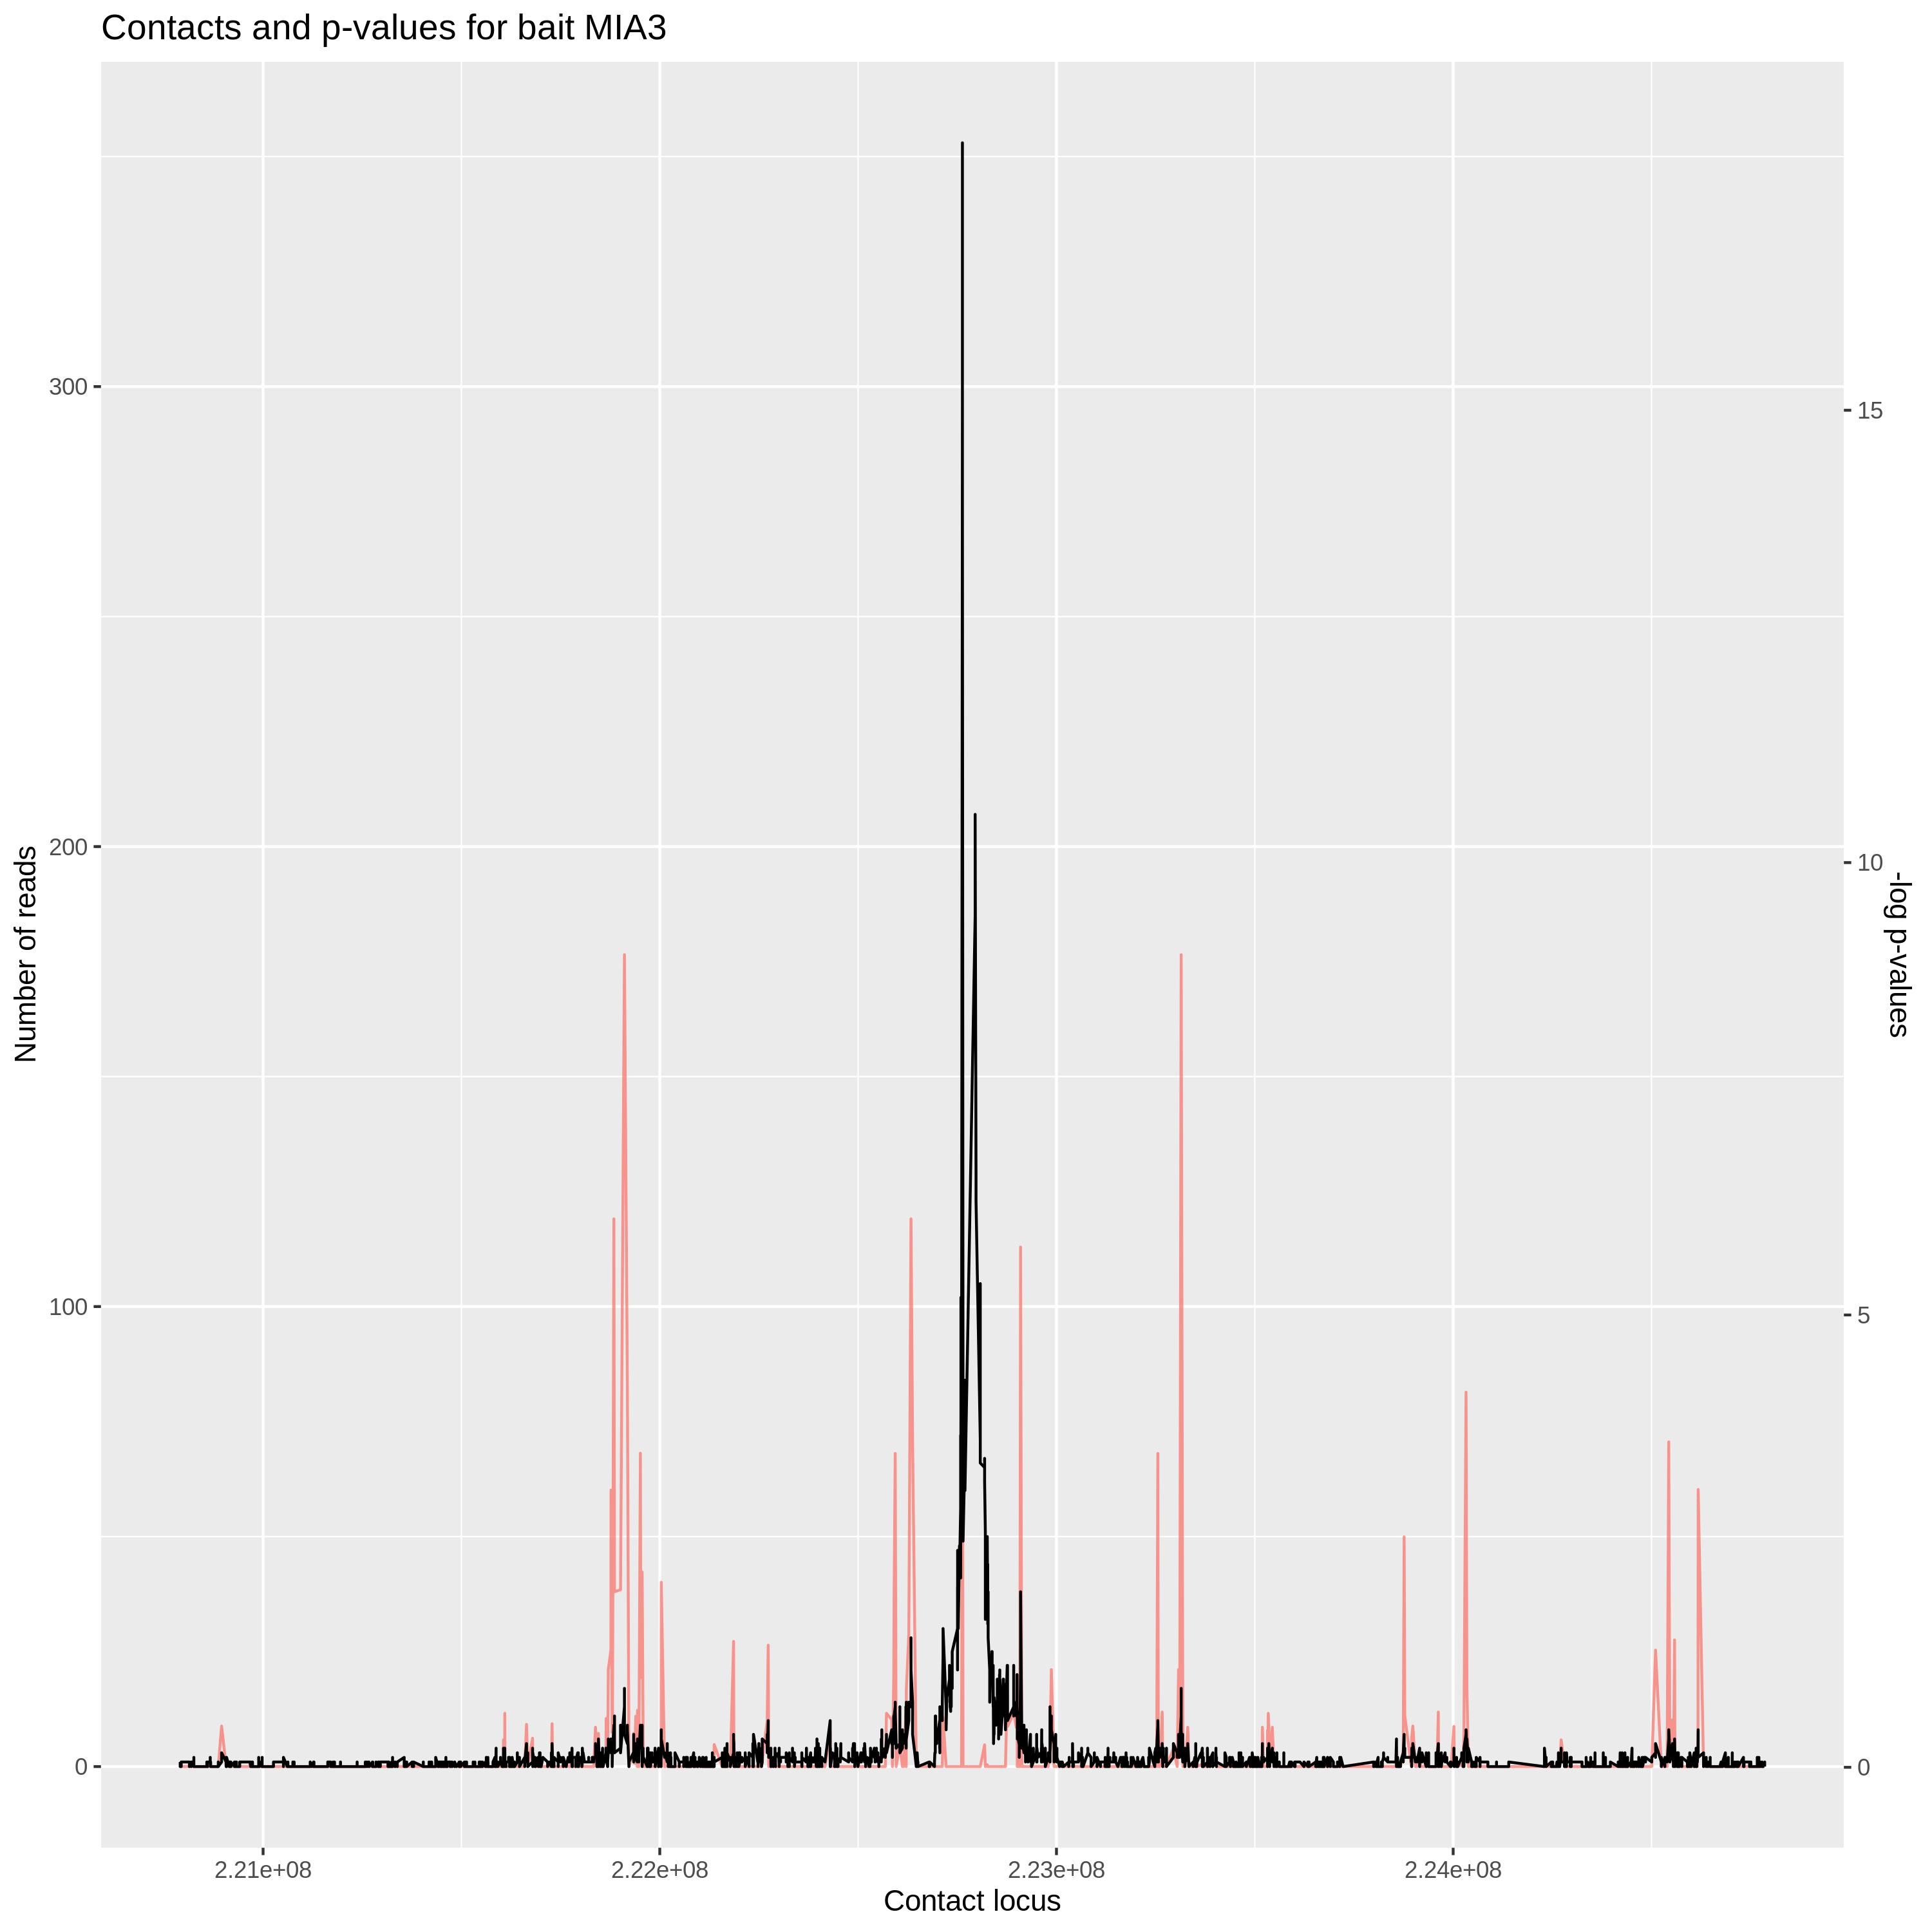 Contacts and p-values for bait MIA3
300
200
100
0
Number of reads
15
10
5
0
-log p-values
2.21e+08 2.22e+08 2.23e+08 2.24e+08
Contact locus